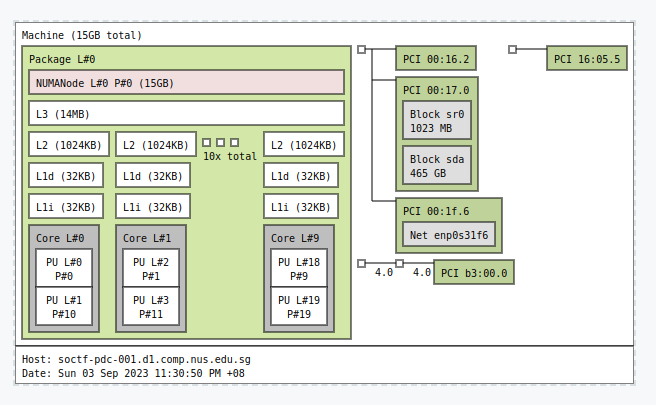 Machine (15GB total)
Package L#0
NUMANode L#0 P#0 (15GB)
L3 (14MB)
L2 (1024KB)
L2 (1024KB)
10x total
L2 (1024KB)
L1d (32KB)
L1d (32KB)
L1d (32KB)
L1i (32KB)
L1i (32KB)
L1i (32KB)
Core L#0
PU L#0
P#0
PU L#1
P#10
Core L#1
PU L#2
P#1
PU L#3
P#11
Core L#9
PU L#18
P#9
PU L#19
P#19
PCI 00:16.2
PCI 00:17.0
Block sr0
1023 MB
Block sda
465 GB
PCI 00:1f.6
Net enp0s31f6
4.0
4.0
PCI b3:00.0
PCI 16:05.5
Host: soctf-pdc-001.d1.comp.nus.edu.sg
Date: Sun 03 Sep 2023 11:30:50 PM +08